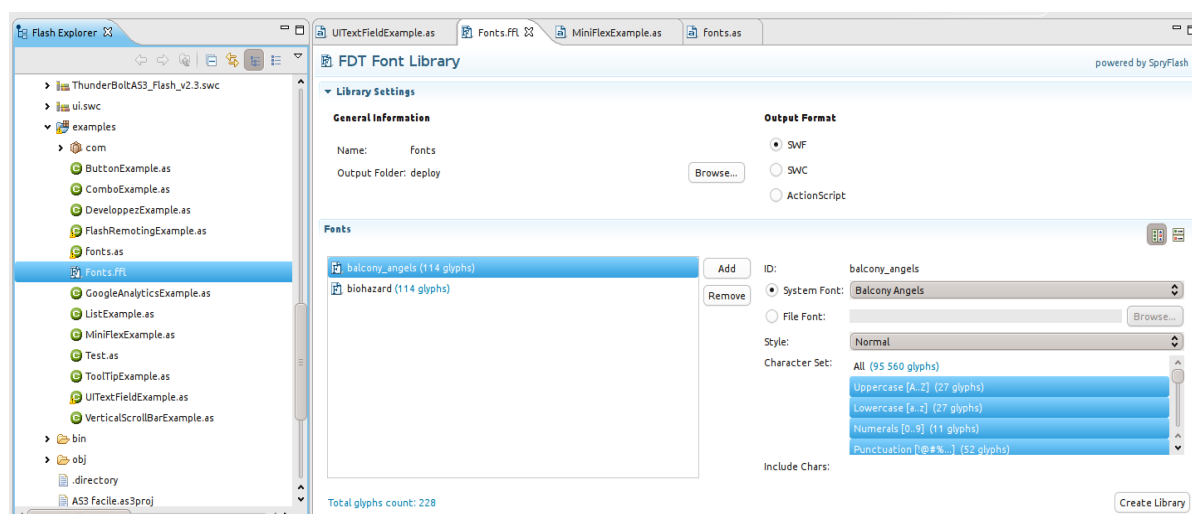 Flash Explorer
ThunderBoltAS3_Flash_v2.3.swc
ui.swc
examples
com
ButtonExample.as
ComboExample.as
DeveloppezExample.as
FlashRemotingExample.as
fonts.as
Fonts.ffl
GoogleAnalyticsExample.as
ListExample.as
MiniFlexExample.as
Test.as
ToolTipExample.as
UITextFieldExample.as
VerticalScrollBarExample.as
bin
obj
.directory
AS3 facile.as3proj
UITextFieldExample.as
Fonts.ffl
MiniFlexExample.as
fonts.as
FDT Font Library
powered by SpryFlash
Library Settings
General Information
Name: fonts
Output Folder: deploy
Browse...
Output Format
SWF
SWC
ActionScript
Fonts
balcony_angels (114 glyphs)
biohazard (114 glyphs)
Add
Remove
ID: balcony_angels
System Font: Balcony Angels
File Font:
Browse...
Style: Normal
Character Set:
All (95 560 glyphs)
Uppercase [A..Z] (27 glyphs)
Lowercase [a..z] (27 glyphs)
Numerals [0..9] (11 glyphs)
Punctuation [!@#%...] (52 glyphs)
Include Chars:
Total glyphs count: 228
Create Library